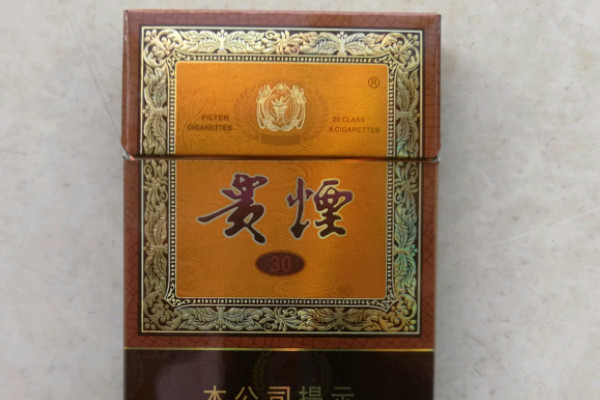 ®
FILTER
CIGARETTES
20 CLASS
A CIGARETTES
貴煙
30
本公司提示